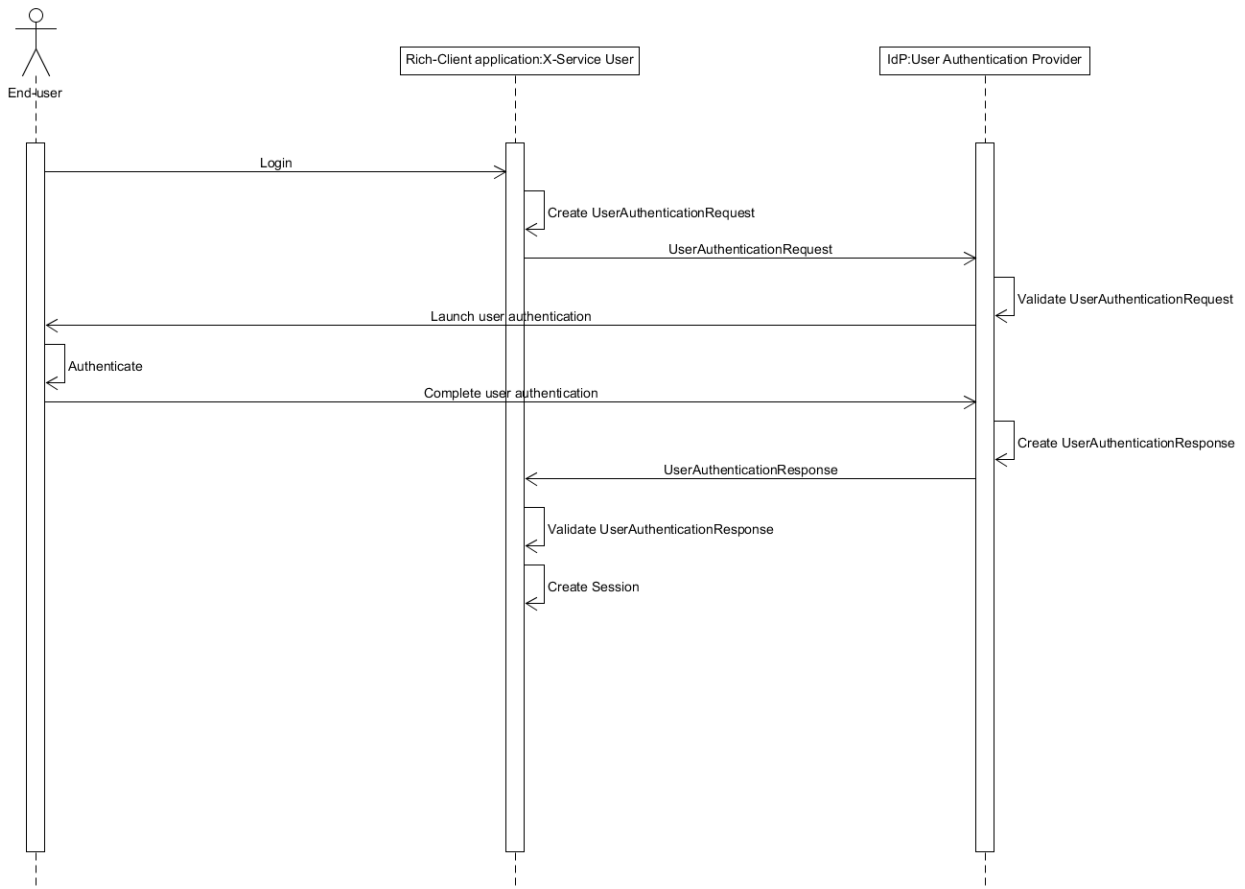 Rich-Client application:X-Service User
IdP:User Authentication Provider
End-user
Login
Create UserAuthenticationRequest
UserAuthenticationRequest
Validate UserAuthenticationRequest
Launch user authentication
Authenticate
Complete user authentication
Create UserAuthenticationResponse
UserAuthenticationResponse
Validate UserAuthenticationResponse
Create Session